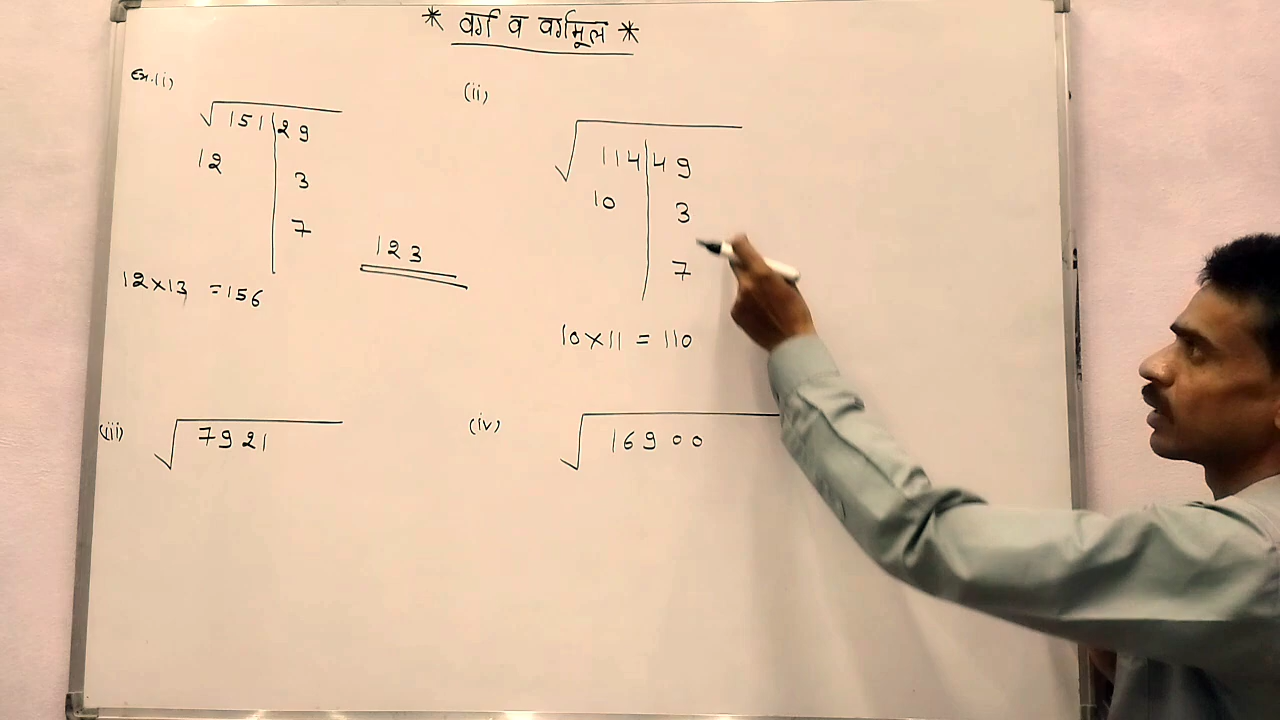 * वर्ग व वर्गमूल *
Ex.(i)
√151|29
12 3
7
123
12×13 =156
(ii)
√114|49
10 3
7
10×11 = 110
(iii) √7921
(iv) √16900